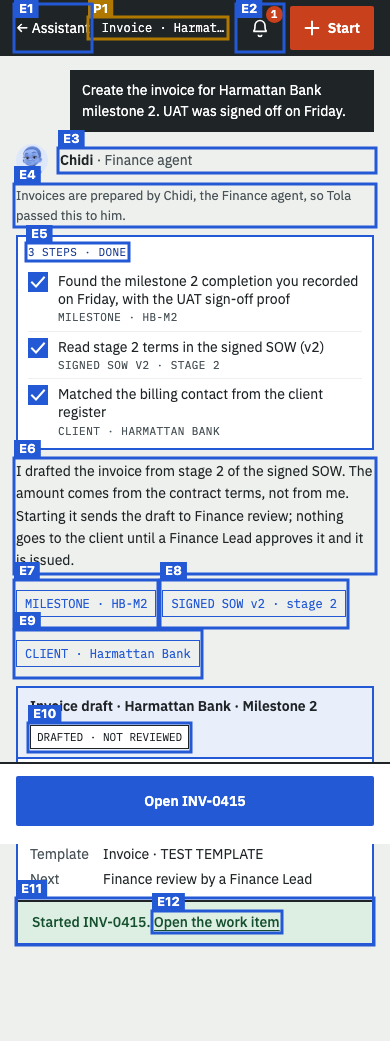 E1 P1 E2
← Assistant Invoice · Harmat… 1 + Start
Create the invoice for Harmattan Bank
milestone 2. UAT was signed off on Friday.
E3
Chidi · Finance agent
E4
Invoices are prepared by Chidi, the Finance agent, so Tola
passed this to him.
E5
3 STEPS · DONE
Found the milestone 2 completion you recorded
on Friday, with the UAT sign-off proof
MILESTONE · HB-M2
Read stage 2 terms in the signed SOW (v2)
SIGNED SOW V2 · STAGE 2
Matched the billing contact from the client
register
CLIENT · HARMATTAN BANK
E6
I drafted the invoice from stage 2 of the signed SOW. The
amount comes from the contract terms, not from me.
Starting it sends the draft to Finance review; nothing
goes to the client until a Finance Lead approves it and it
is issued.
E7 E8
MILESTONE · HB-M2 SIGNED SOW v2 · stage 2
E9
CLIENT · Harmattan Bank
Invoice draft · Harmattan Bank · Milestone 2
E10
DRAFTED · NOT REVIEWED
Open INV-0415
Template Invoice · TEST TEMPLATE
Next Finance review by a Finance Lead
E11 E12
Started INV-0415. Open the work item